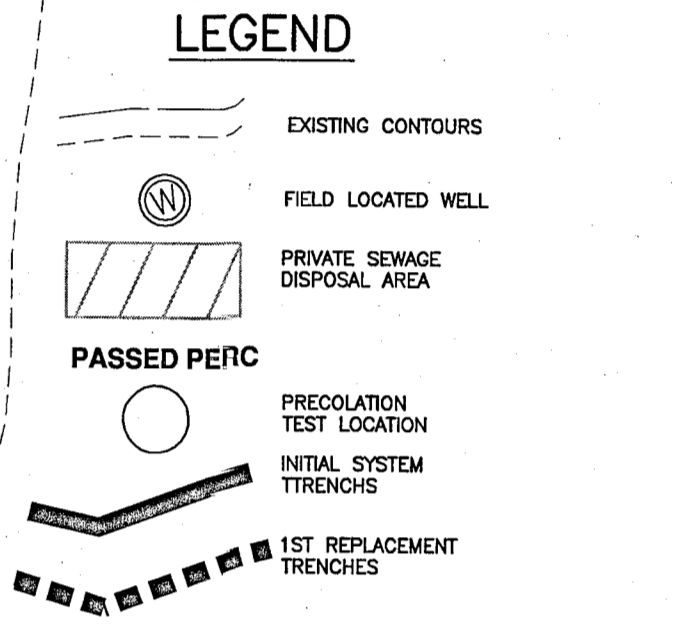 LEGEND
EXISTING CONTOURS
W
FIELD LOCATED WELL
PRIVATE SEWAGE
DISPOSAL AREA
PASSED PERC
PRECOLATION
TEST LOCATION
INITIAL SYSTEM
TTRENCHS
1ST REPLACEMENT
TRENCHES